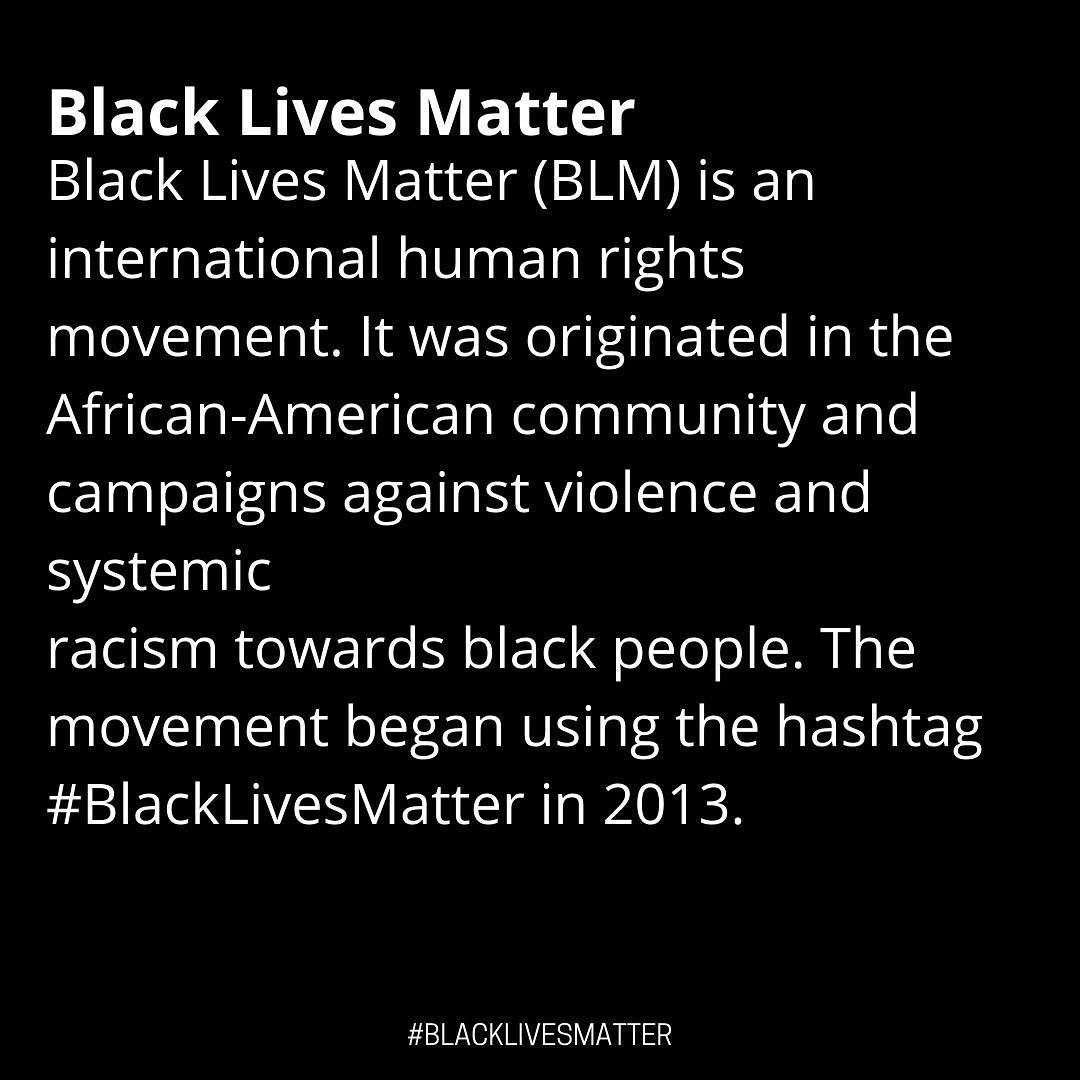 Black Lives Matter
Black Lives Matter (BLM) is an
international human rights
movement. It was originated in the
African-American community and
campaigns against violence and
systemic
racism towards black people. The
movement began using the hashtag
#BlackLivesMatter in 2013.
#BLACKLIVESMATTER